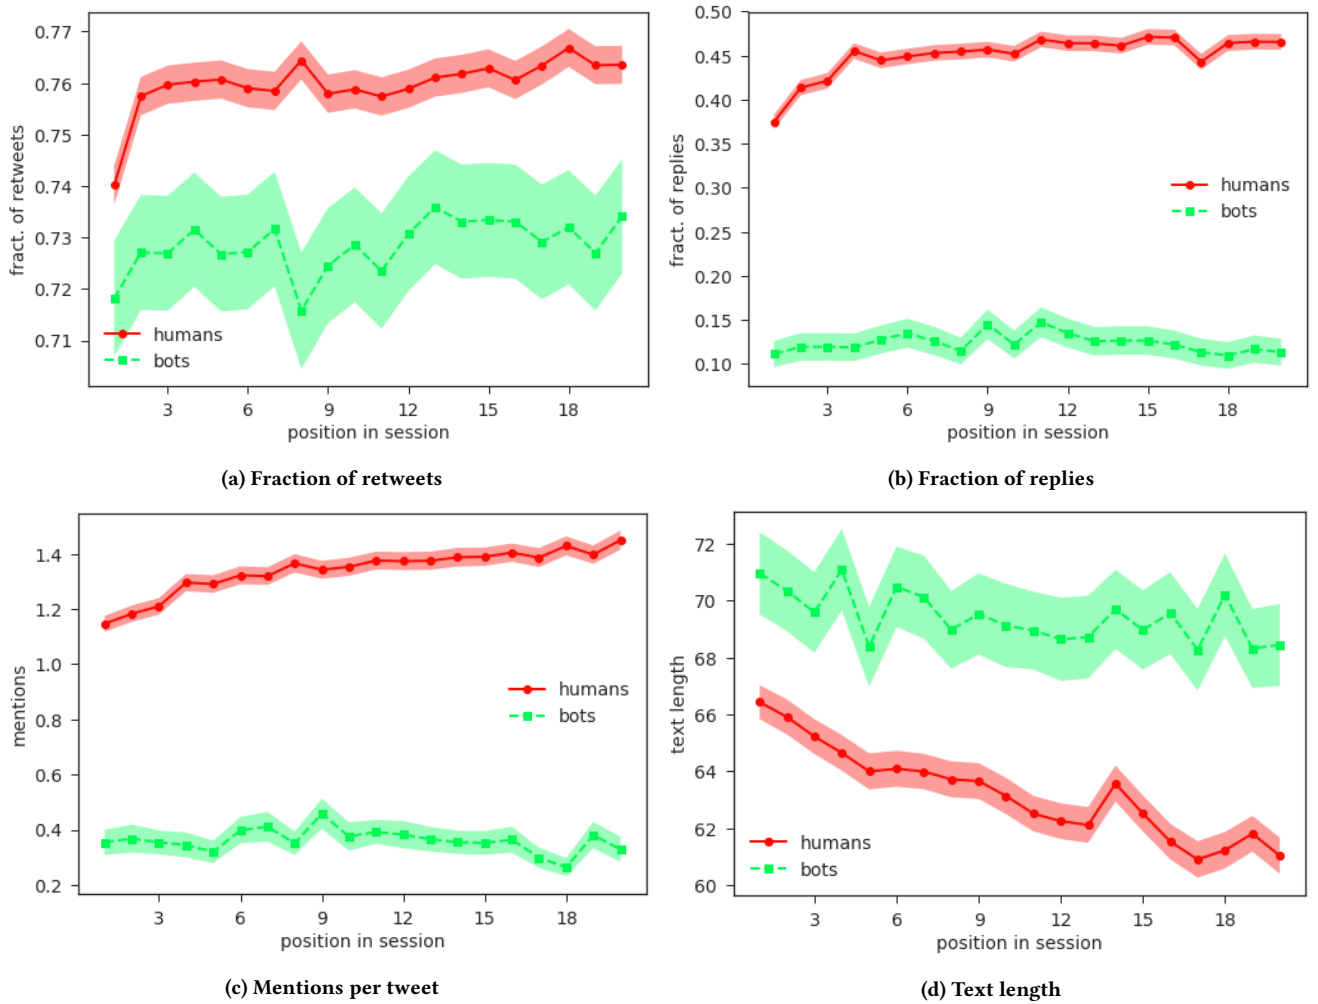 0.77
0.76
0.75
0.74
0.73
0.72
0.71
fract. of retweets
humans
bots
3 6 9 12 15 18
position in session
(a) Fraction of retweets
0.50
0.45
0.40
0.35
0.30
0.25
0.20
0.15
0.10
fract. of replies
humans
bots
3 6 9 12 15 18
position in session
(b) Fraction of replies
1.4
1.2
1.0
0.8
0.6
0.4
0.2
mentions
humans
bots
3 6 9 12 15 18
position in session
(c) Mentions per tweet
72
70
68
66
64
62
60
text length
humans
bots
3 6 9 12 15 18
position in session
(d) Text length